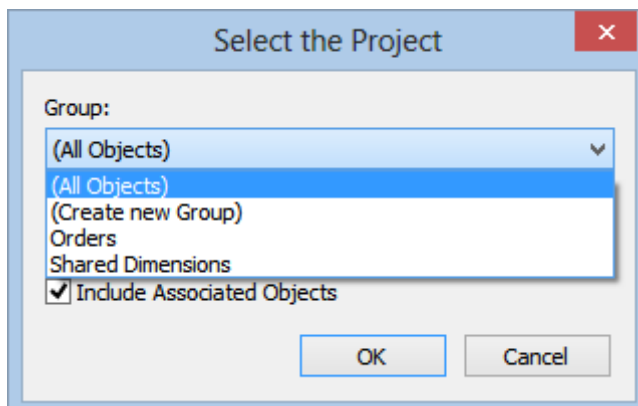 Select the Project
Group:
(All Objects)
(All Objects)
(Create new Group)
Orders
Shared Dimensions
Include Associated Objects
OK Cancel